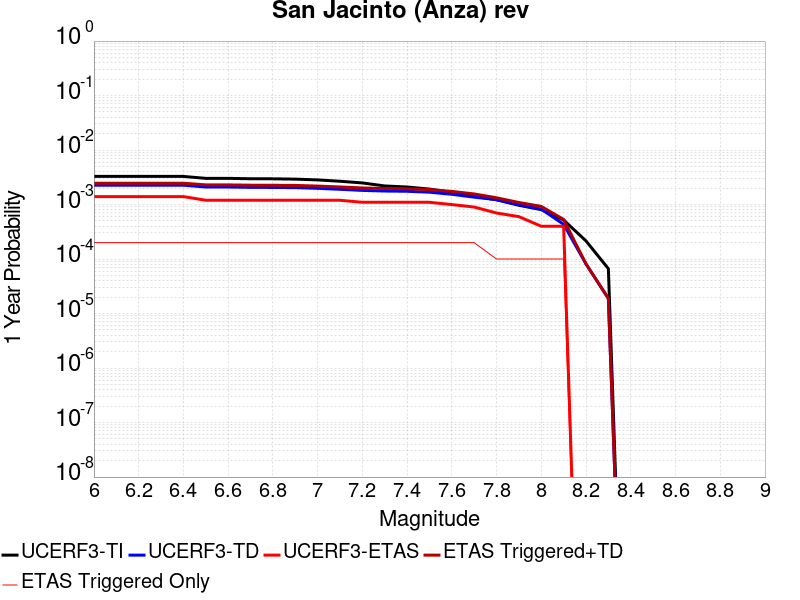 San Jacinto (Anza) rev
10^0
10^-1
10^-2
10^-3
10^-4
10^-5
10^-6
10^-7
10^-8
1 Year Probability
6 6.2 6.4 6.6 6.8 7 7.2 7.4 7.6 7.8 8 8.2 8.4 8.6 8.8 9
Magnitude
UCERF3-TI UCERF3-TD UCERF3-ETAS ETAS Triggered+TD
ETAS Triggered Only